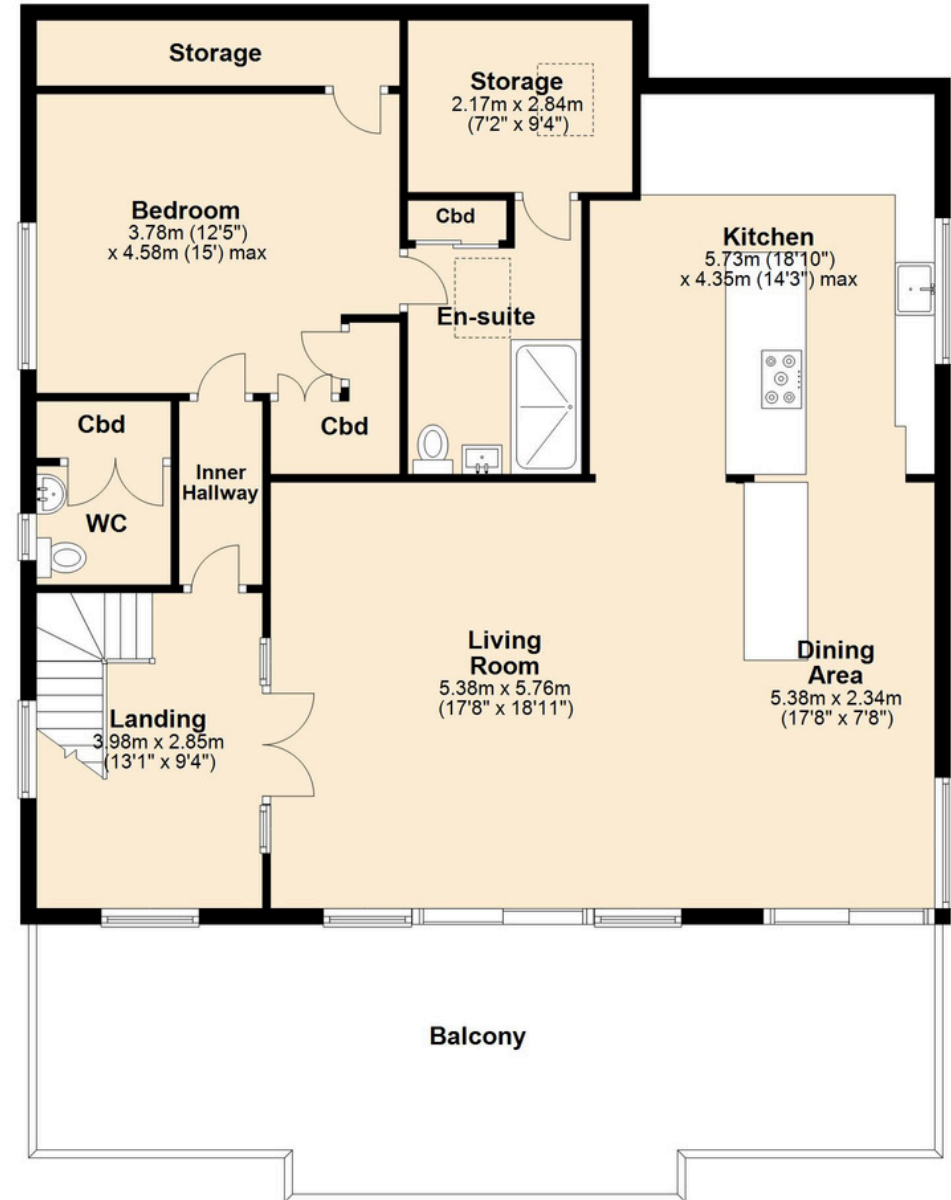 Storage
Storage
2.17m x 2.84m
(7'2" x 9'4")
Bedroom
3.78m (12'5")
x 4.58m (15') max
Cbd
Kitchen
5.73m (18'10")
x 4.35m (14'3") max
En-suite
Cbd
Cbd
Inner
Hallway
WC
Living
Room
5.38m x 5.76m
(17'8" x 18'11")
Dining
Area
5.38m x 2.34m
(17'8" x 7'8")
Landing
3.98m x 2.85m
(13'1" x 9'4")
Balcony